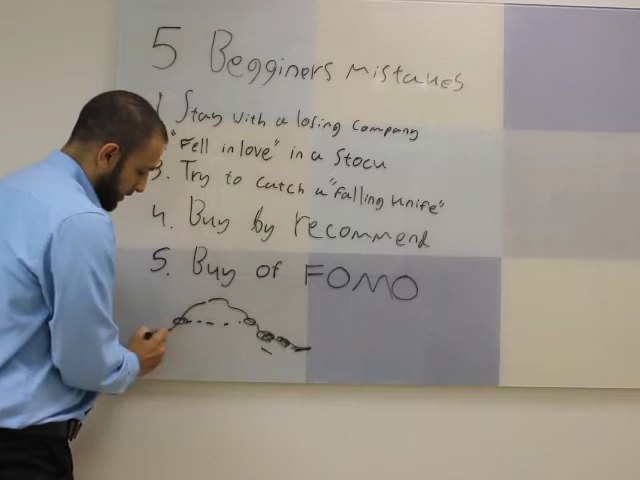 5 Begginers mistakes
1. Stay with a losing company
"Fell in love" in a Stock
3. Try to catch a "falling knife"
4. Buy by recommend
5. Buy of FOMO